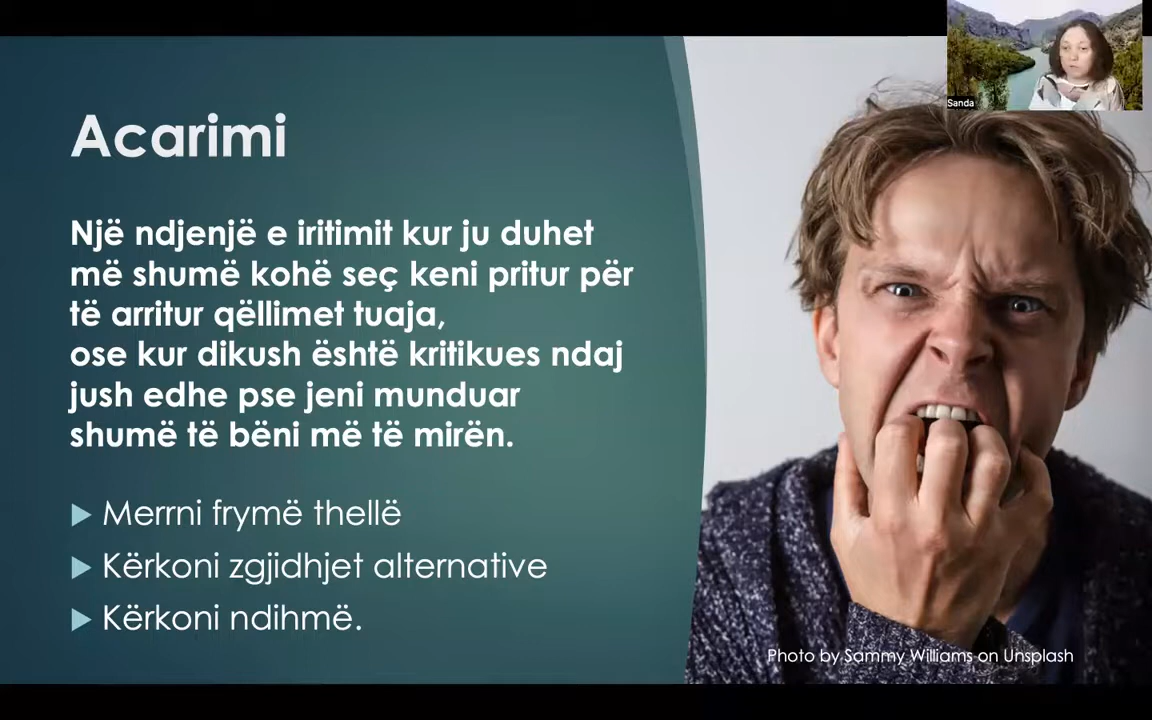 Sanda
Acarimi
Një ndjenjë e iritimit kur ju duhet
më shumë kohë seç keni pritur për
të arritur qëllimet tuaja,
ose kur dikush është kritikues ndaj
jush edhe pse jeni munduar
shumë të bëni më të mirën.
Merrni frymë thellë
Kërkoni zgjidhjet alternative
Kërkoni ndihmë.
Photo by Sammy Williams on Unsplash